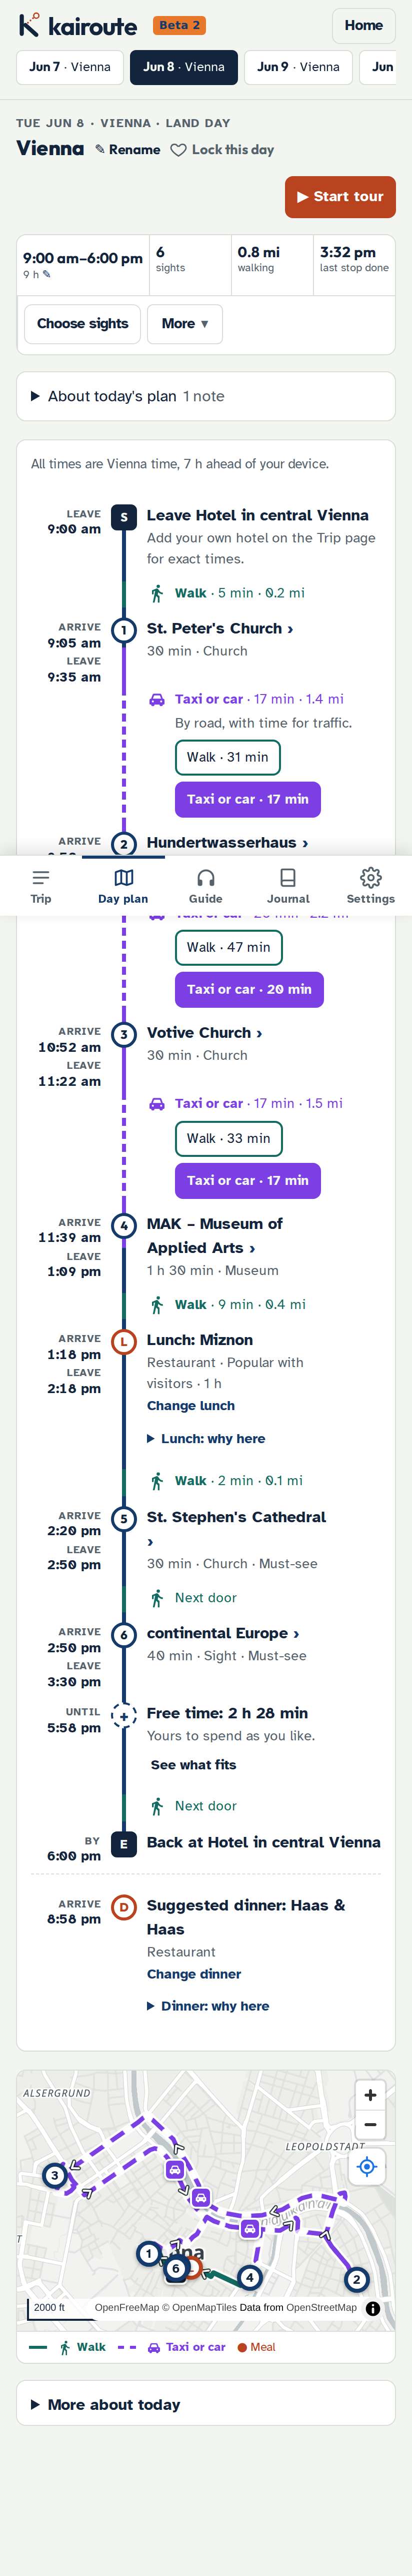 kairoute
Beta 2
Home
Jun 7 · Vienna
Jun 8 · Vienna
Jun 9 · Vienna
Jun
TUE JUN 8 · VIENNA · LAND DAY
Vienna
✎ Rename
Lock this day
▶ Start tour
9:00 am–6:00 pm
9 h ✎
6
sights
0.8 mi
walking
3:32 pm
last stop done
Choose sights
More ▾
▶ About today's plan 1 note
All times are Vienna time, 7 h ahead of your device.
LEAVE
9:00 am
S
Leave Hotel in central Vienna
Add your own hotel on the Trip page
for exact times.
Walk · 5 min · 0.2 mi
ARRIVE
9:05 am
LEAVE
9:35 am
1
St. Peter's Church ›
30 min · Church
Taxi or car · 17 min · 1.4 mi
By road, with time for traffic.
Walk · 31 min
Taxi or car · 17 min
ARRIVE
2
Hundertwasserhaus ›
Trip
Day plan
Guide
Journal
Settings
Walk · 47 min
Taxi or car · 20 min
ARRIVE
10:52 am
LEAVE
11:22 am
3
Votive Church ›
30 min · Church
Taxi or car · 17 min · 1.5 mi
Walk · 33 min
Taxi or car · 17 min
ARRIVE
11:39 am
LEAVE
1:09 pm
4
MAK – Museum of
Applied Arts ›
1 h 30 min · Museum
Walk · 9 min · 0.4 mi
ARRIVE
1:18 pm
LEAVE
2:18 pm
L
Lunch: Miznon
Restaurant · Popular with
visitors · 1 h
Change lunch
▶ Lunch: why here
Walk · 2 min · 0.1 mi
ARRIVE
2:20 pm
LEAVE
2:50 pm
5
St. Stephen's Cathedral
›
30 min · Church · Must-see
Next door
ARRIVE
2:50 pm
LEAVE
3:30 pm
6
continental Europe ›
40 min · Sight · Must-see
UNTIL
5:58 pm
+
Free time: 2 h 28 min
Yours to spend as you like.
See what fits
Next door
BY
6:00 pm
E
Back at Hotel in central Vienna
ARRIVE
8:58 pm
D
Suggested dinner: Haas &
Haas
Restaurant
Change dinner
▶ Dinner: why here
ALSERGRUND
LEOPOLDSTADT
+
−
3
1
6
4
2
2000 ft
OpenFreeMap © OpenMapTiles Data from OpenStreetMap
Walk
Taxi or car
Meal
▶ More about today